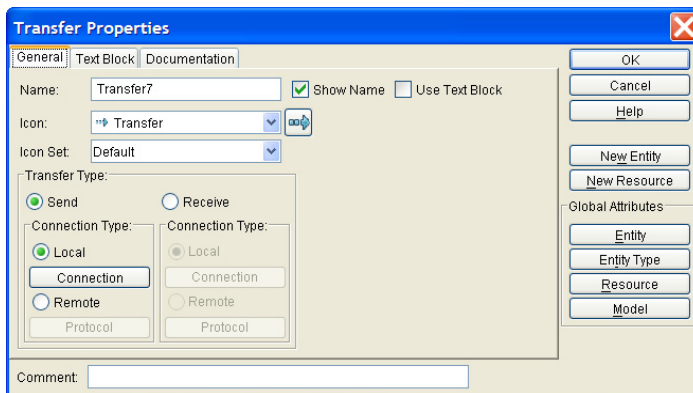 Transfer Properties
General Text Block Documentation
Name: Transfer7 Show Name Use Text Block
Icon: Transfer
Icon Set: Default
Transfer Type:
Send Receive
Connection Type: Connection Type:
Local Local
Connection Connection
Remote Remote
Protocol Protocol
Comment:
OK
Cancel
Help
New Entity
New Resource
Global Attributes
Entity
Entity Type
Resource
Model